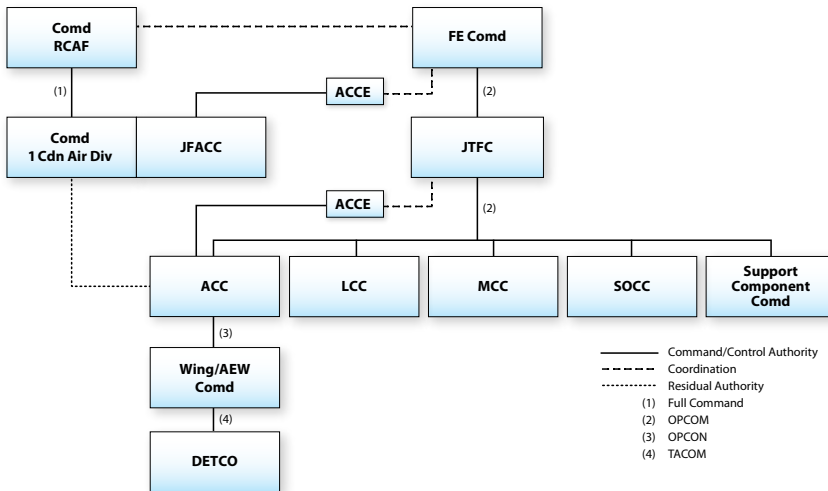 Comd
RCAF
FE Comd
(1)
ACCE
(2)
Comd
1 Cdn Air Div
JFACC
JTFC
ACCE
(2)
ACC
LCC
MCC
SOCC
Support
Component
Comd
(3)
Wing/AEW
Comd
(4)
DETCO
Command/Control Authority
Coordination
Residual Authority
(1) Full Command
(2) OPCOM
(3) OPCON
(4) TACOM